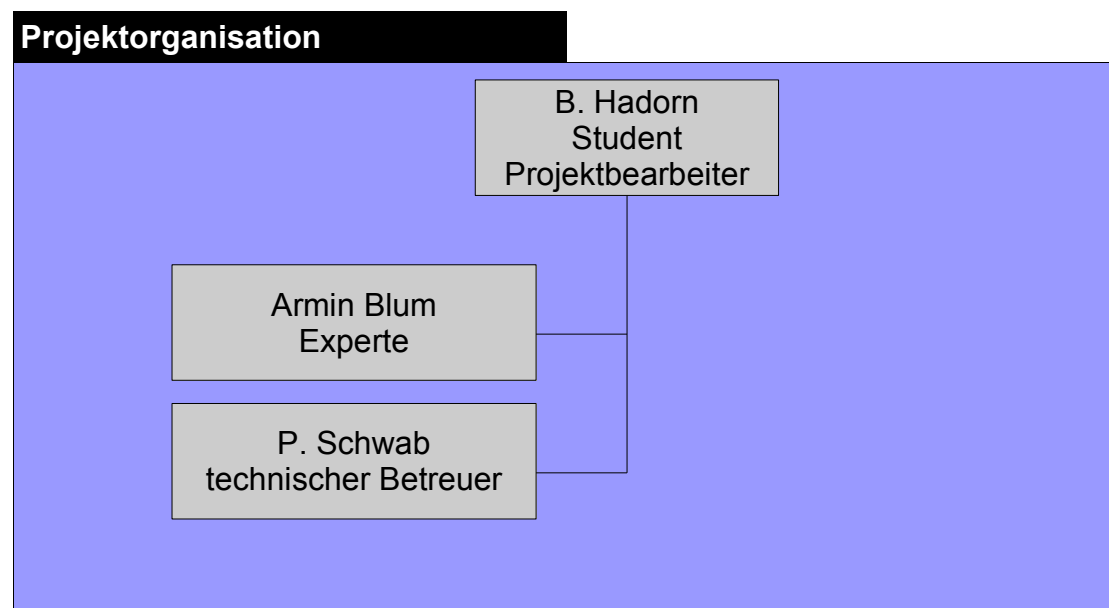 Projektorganisation
B. Hadorn
Student
Projektbearbeiter
Armin Blum
Experte
P. Schwab
technischer Betreuer